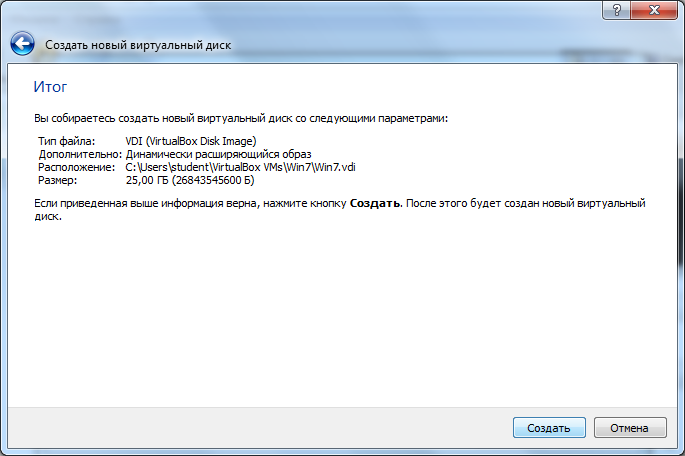 Создать новый виртуальный диск
Итог
Вы собираетесь создать новый виртуальный диск со следующими параметрами:
Тип файла: VDI (VirtualBox Disk Image)
Дополнительно: Динамически расширяющийся образ
Расположение: C:\Users\student\VirtualBox VMs\Win7\Win7.vdi
Размер: 25,00 ГБ (26843545600 Б)
Если приведенная выше информация верна, нажмите кнопку Создать. После этого будет создан новый виртуальный
диск.
Создать Отмена